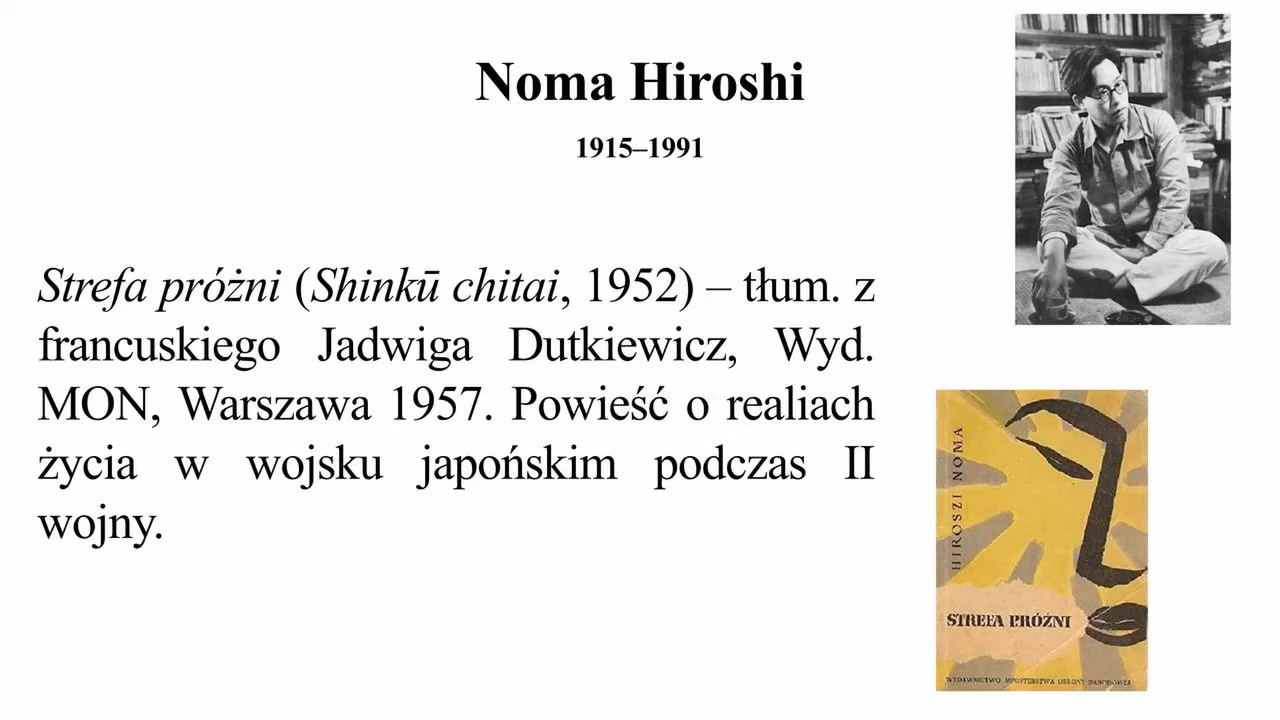 Noma Hiroshi
1915–1991
Strefa próżni (Shinkū chitai, 1952) – tłum. z
francuskiego Jadwiga Dutkiewicz, Wyd.
MON, Warszawa 1957. Powieść o realiach
życia w wojsku japońskim podczas II
wojny.
HIROSZI NOMA
STREFA PRÓŻNI
WYDAWNICTWO MINISTERSTWA OBRONY NARODOWEJ